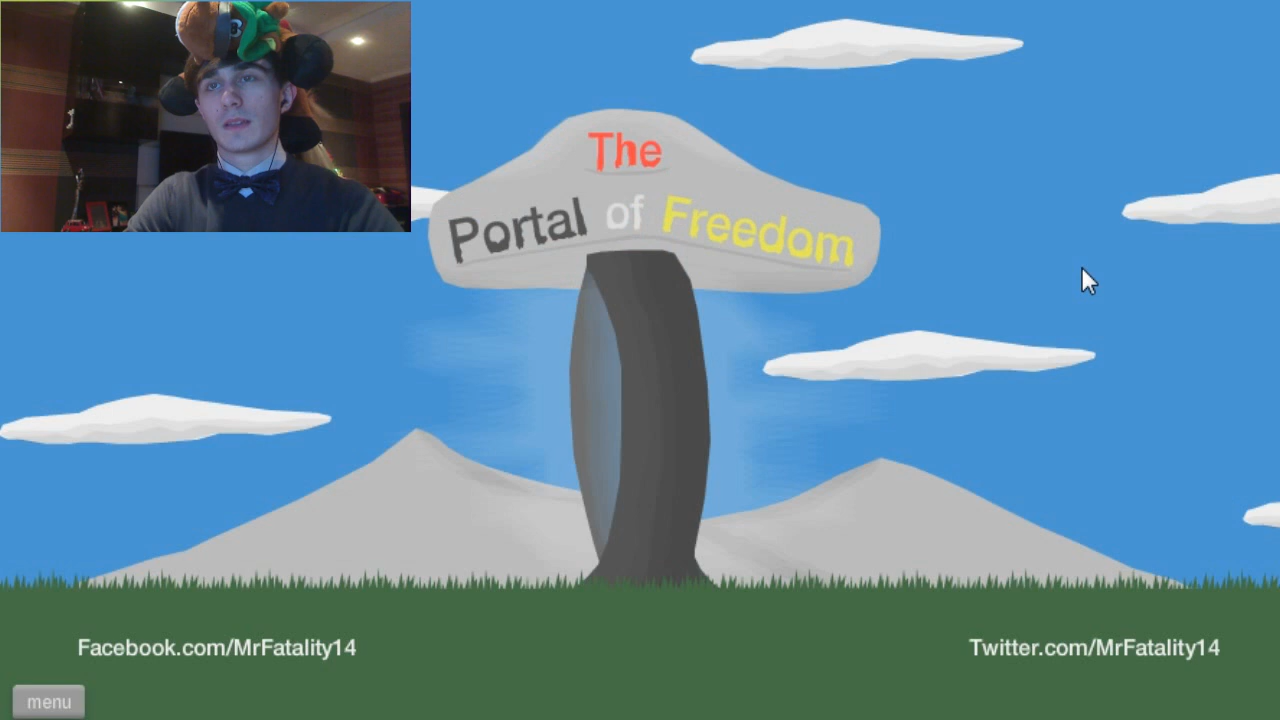 The
Portal of Freedom
Facebook.com/MrFatality14
Twitter.com/MrFatality14
menu